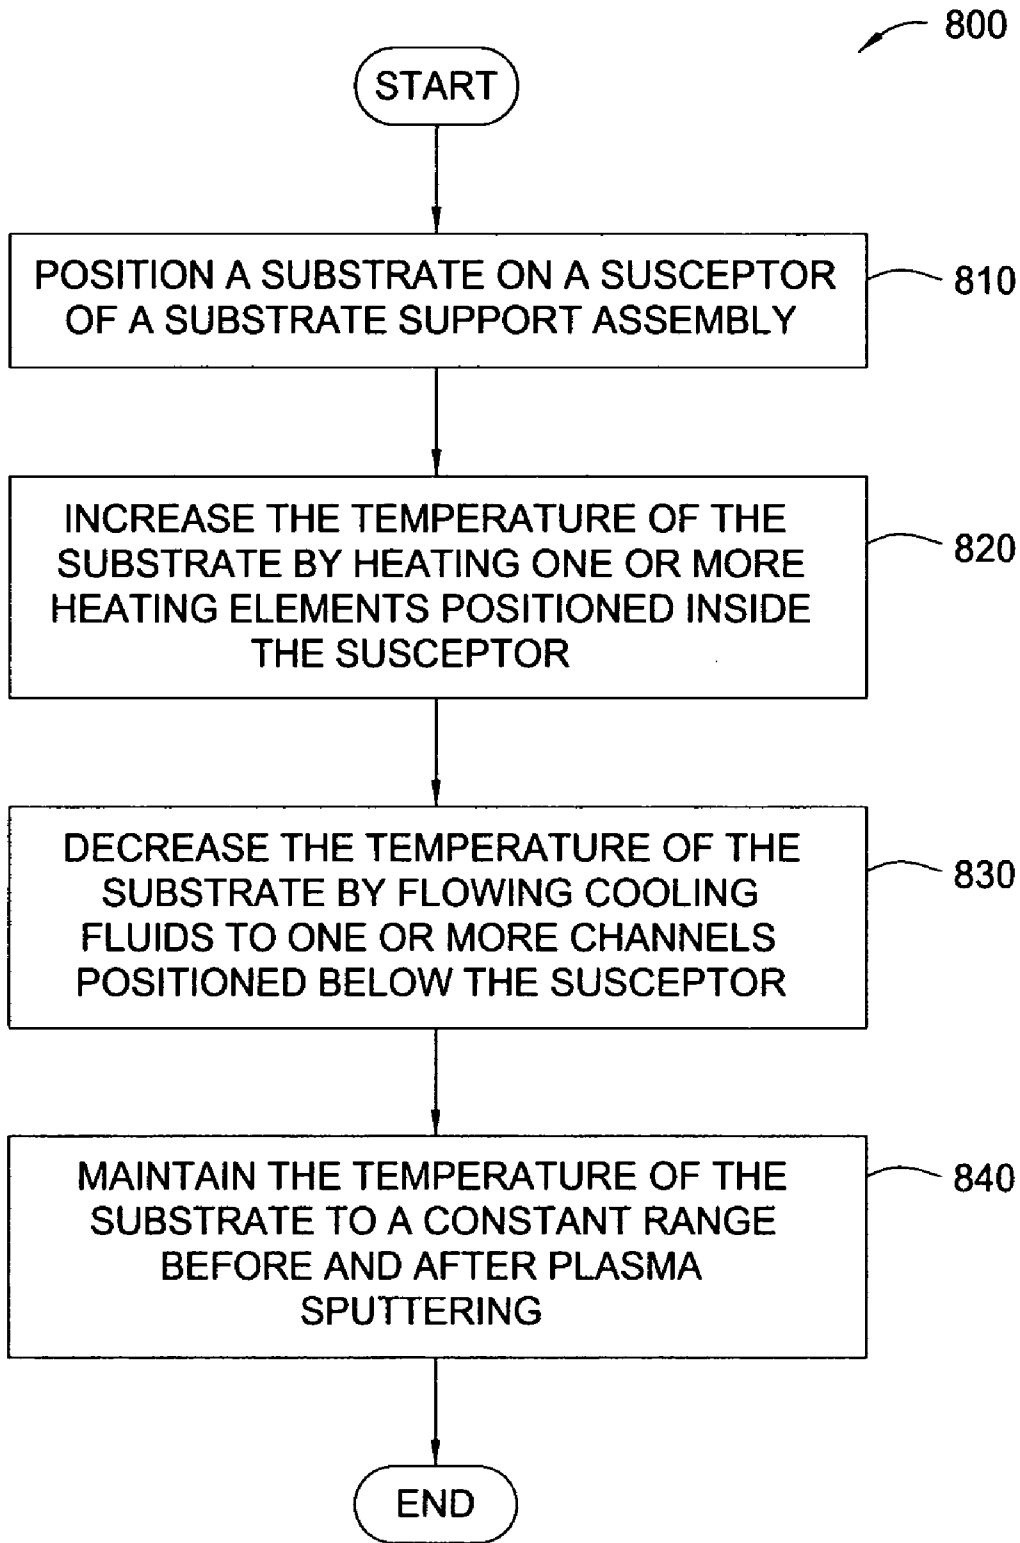 800
START
POSITION A SUBSTRATE ON A SUSCEPTOR
OF A SUBSTRATE SUPPORT ASSEMBLY
810
INCREASE THE TEMPERATURE OF THE
SUBSTRATE BY HEATING ONE OR MORE
HEATING ELEMENTS POSITIONED INSIDE
THE SUSCEPTOR
820
DECREASE THE TEMPERATURE OF THE
SUBSTRATE BY FLOWING COOLING
FLUIDS TO ONE OR MORE CHANNELS
POSITIONED BELOW THE SUSCEPTOR
830
MAINTAIN THE TEMPERATURE OF THE
SUBSTRATE TO A CONSTANT RANGE
BEFORE AND AFTER PLASMA
SPUTTERING
840
END